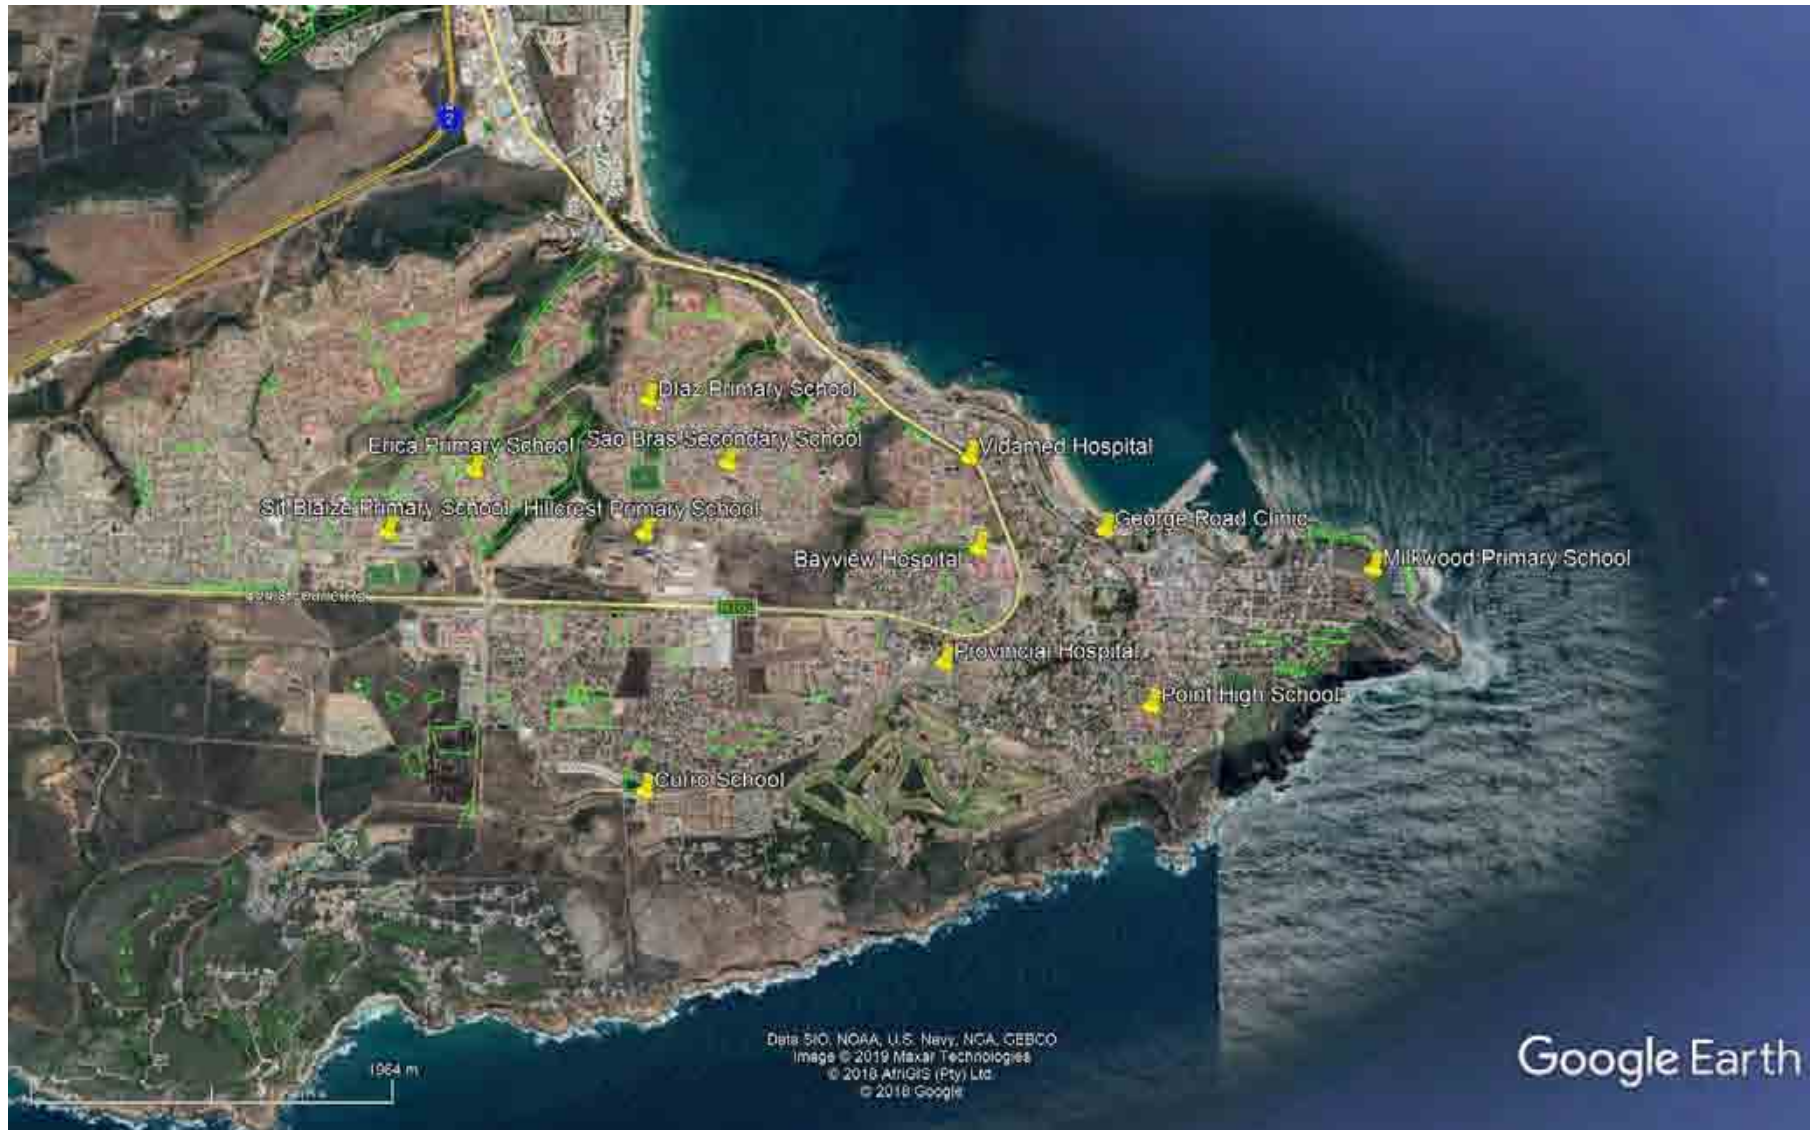 2
Diaz Primary School
Erica Primary School
Sao Bras Secondary School
Vidamed Hospital
Sit Blaize Primary School
Hillcrest Primary School
George Road Clinic
Bayview Hospital
Milkwood Primary School
Provincial Hospital
Point High School
Curro School
1964 m
Data SIO, NOAA, U.S. Navy, NGA, GEBCO
Image © 2019 Maxar Technologies
© 2018 AfriGIS (Pty) Ltd.
© 2018 Google
Google Earth